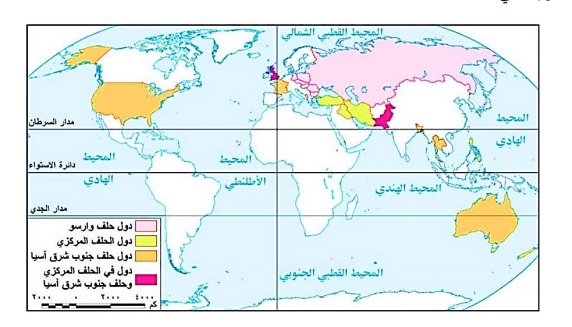 المحيط القطبي الشمالي
مدار السرطان
المحيط
الهادي
المحيط
المحيط
دائرة الاستواء
الهادي
الأطلنطي
المحيط الهندي
مدار الجدي
دول حلف وارسو
دول الحلف المركزي
دول حلف جنوب شرق آسيا
دول في الحلف المركزي
وحلف جنوب شرق آسيا
المحيط القطبي الجنوبي
٢٠٠٠ ٠ ٢٠٠٠ ٤٠٠٠
كم